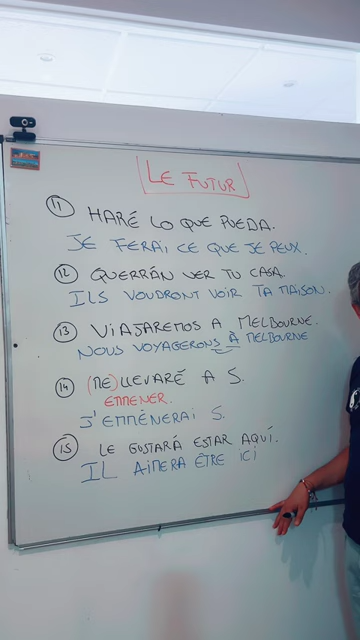 LE FUTUR
11 HARÉ LO QUE PUEDA.
JE FERAI CE QUE JE PEUX.
12 QUERRÁN VER TU CASA.
ILS VOUDRONT VOIR TA MAISON.
13 VIAJAREMOS A MELBOURNE.
NOUS VOYAGERONS À MELBOURNE
14 (ME) LLEVARÉ A S.
EMMENER.
J'EMMÈNERAI S.
15 LE GUSTARÁ ESTAR AQUÍ.
IL AIMERA ÊTRE ICI